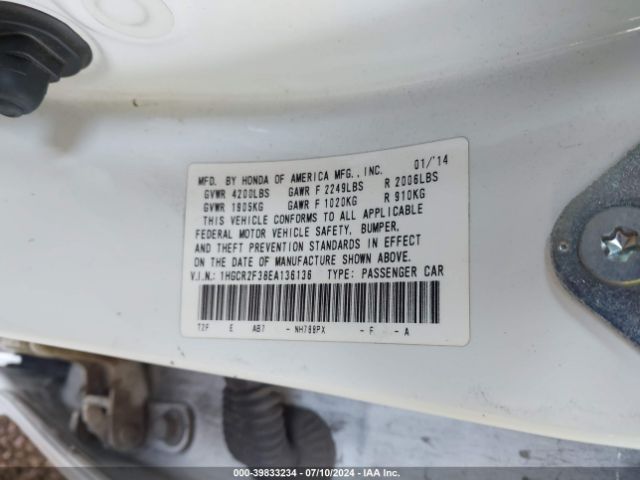 MFD. BY HONDA OF AMERICA MFG., INC. 01/'14
GVWR 4200LBS GAWR F 2249LBS R 2006LBS
GVWR 1905KG GAWR F 1020KG R 910KG
THIS VEHICLE CONFORMS TO ALL APPLICABLE
FEDERAL MOTOR VEHICLE SAFETY, BUMPER,
AND THEFT PREVENTION STANDARDS IN EFFECT
ON THE DATE OF MANUFACTURE SHOWN ABOVE.
V.I.N.: 1HGCR2F38EA136136 TYPE: PASSENGER CAR
T2F E AB7 - NH788PX - F - A
000-39833234 / 07/10/2024 / IAA Inc.